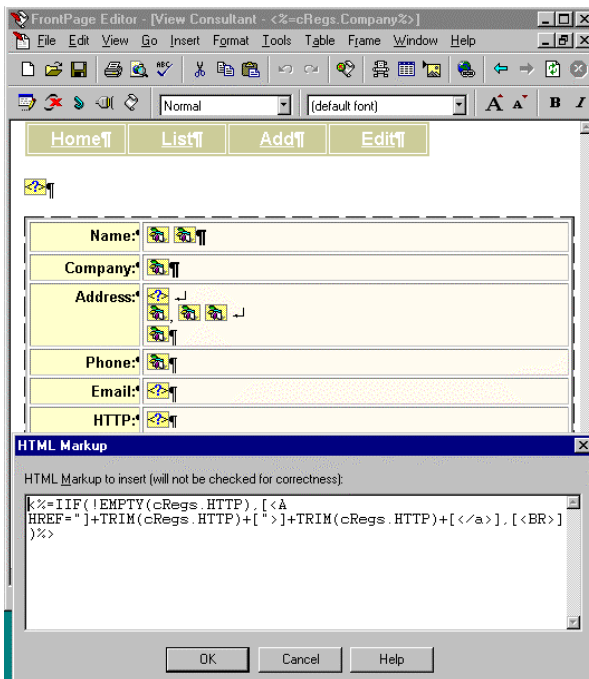 FrontPage Editor - [View Consultant - <%=cRegs.Company%>]
File Edit View Go Insert Format Tools Table Frame Window Help
Normal (default font) A A B I
Home¶ List¶ Add¶ Edit¶
<?>¶
Name: ¶
Company: ¶
Address: <?> ↵
, ↵
¶
Phone: ¶
Email: <?>¶
HTTP: <?>¶
HTML Markup
HTML Markup to insert (will not be checked for correctness):
<%=IIF(!EMPTY(cRegs.HTTP),[<A
HREF="]+TRIM(cRegs.HTTP)+[">]+TRIM(cRegs.HTTP)+[</a>],[<BR>]
)%>
OK Cancel Help